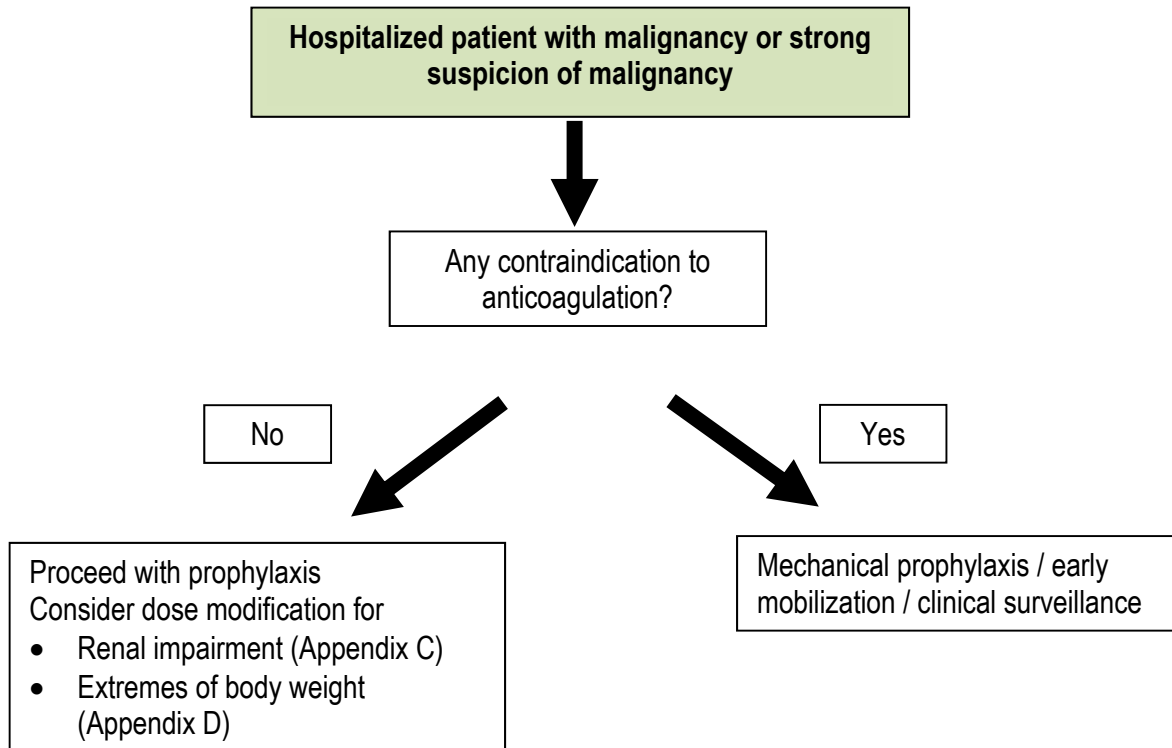 Hospitalized patient with malignancy or strong
suspicion of malignancy
Any contraindication to
anticoagulation?
No
Yes
Proceed with prophylaxis
Consider dose modification for
• Renal impairment (Appendix C)
• Extremes of body weight
(Appendix D)
Mechanical prophylaxis / early
mobilization / clinical surveillance